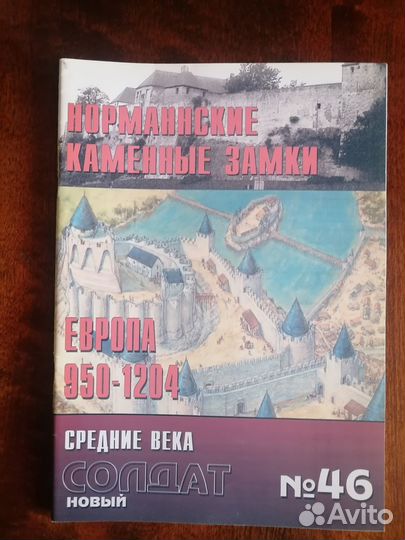 НОРМАННСКИЕ
КАМЕННЫЕ ЗАМКИ
ЕВРОПА
950-1204
СРЕДНИЕ ВЕКА
СОЛДАТ
НОВЫЙ
№46
Avito